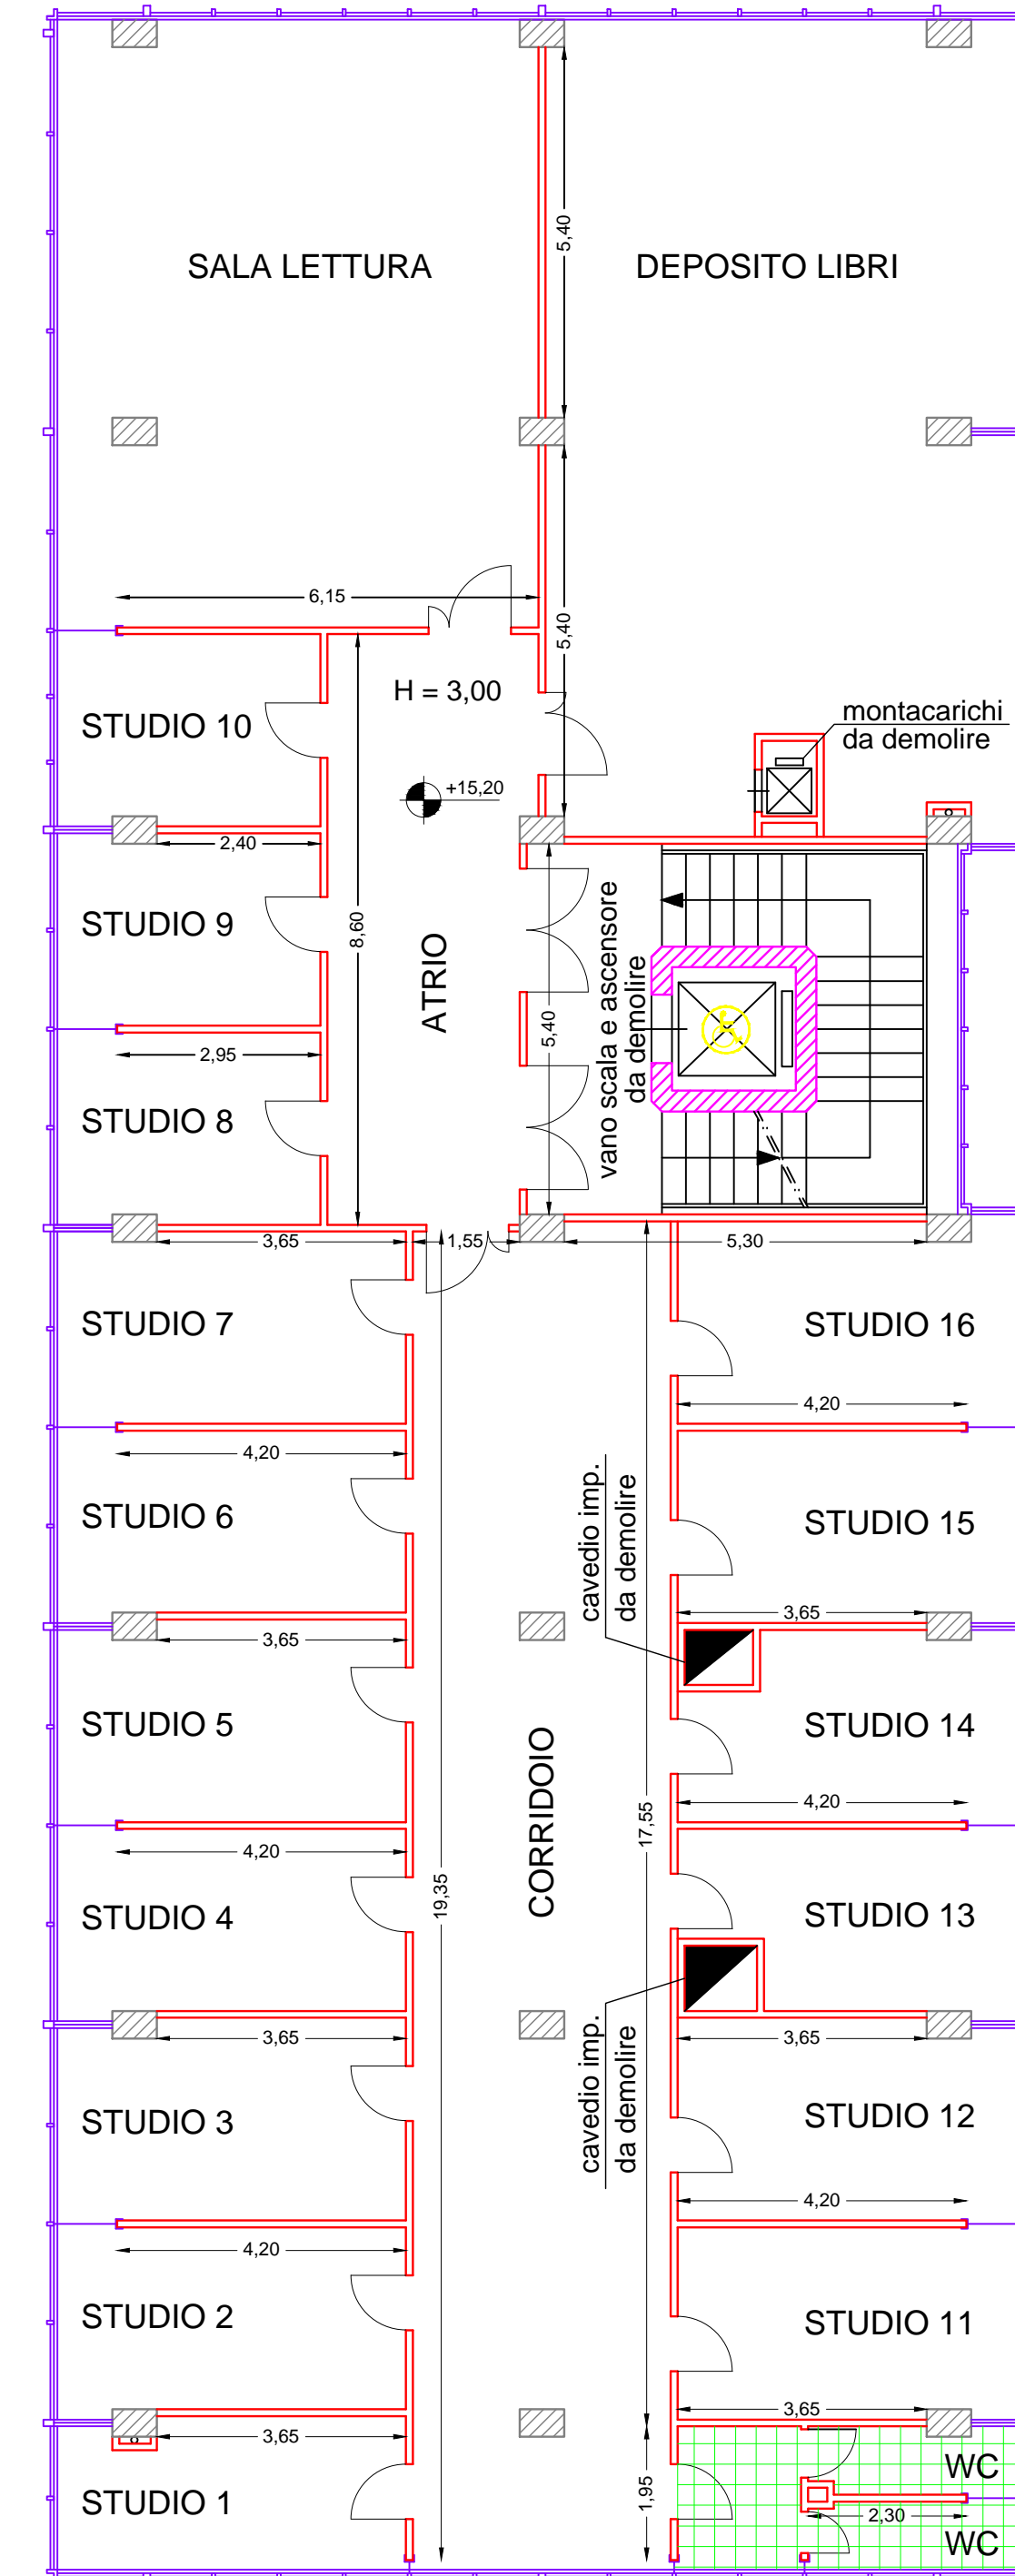 SALA LETTURA
DEPOSITO LIBRI
5,40
6,15
5,40
H = 3,00
STUDIO 10
montacarichi
da demolire
+15,20
2,40
STUDIO 9
8,60
ATRIO
5,40
vano scala e ascensore
da demolire
2,95
STUDIO 8
3,65
1,55
5,30
STUDIO 7
STUDIO 16
4,20
4,20
STUDIO 6
STUDIO 15
cavedio imp.
da demolire
3,65
3,65
STUDIO 5
STUDIO 14
CORRIDOIO
17,55
4,20
4,20
19,35
STUDIO 4
STUDIO 13
3,65
3,65
cavedio imp.
da demolire
STUDIO 3
STUDIO 12
4,20
4,20
STUDIO 2
STUDIO 11
3,65
3,65
WC
1,95
STUDIO 1
2,30
WC